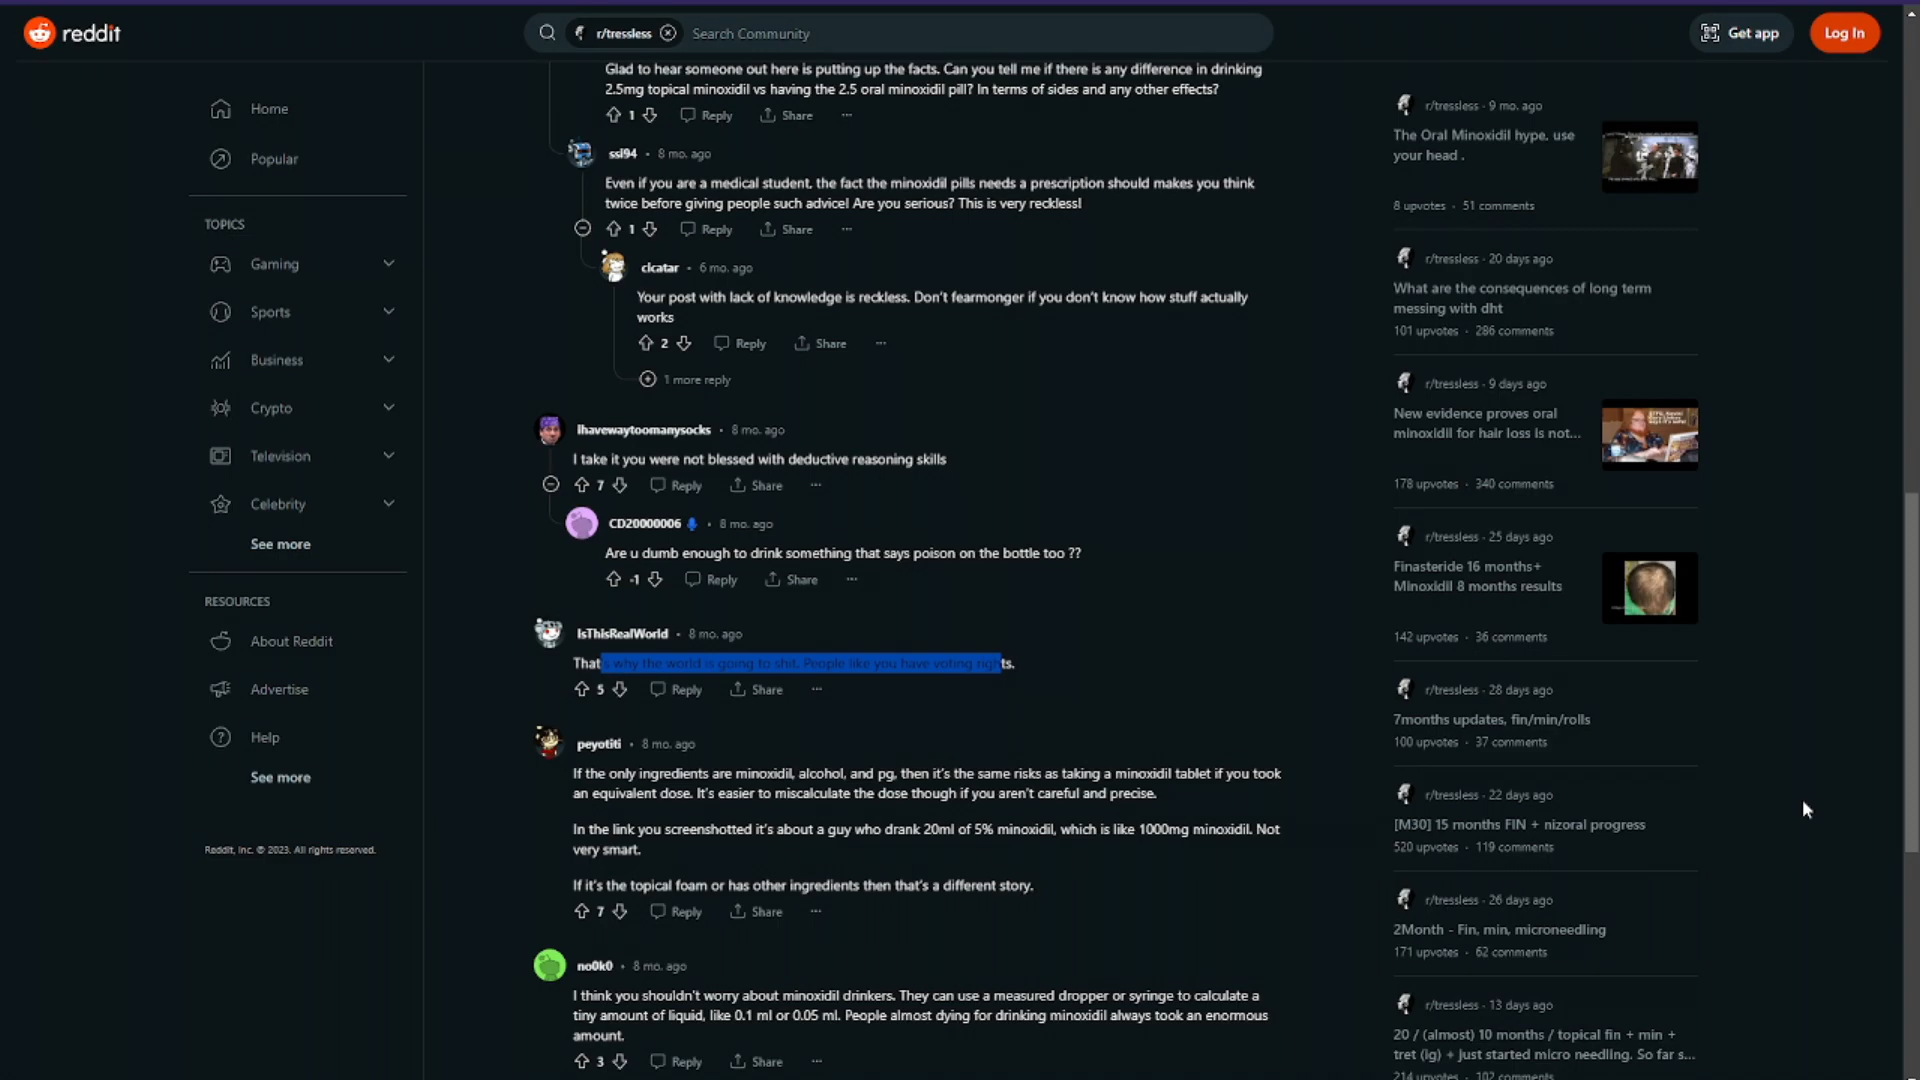 reddit
r/tressless
Search Community
Get app
Log In
Home
Popular
TOPICS
Gaming
Sports
Business
Crypto
Television
Celebrity
See more
RESOURCES
About Reddit
Advertise
Help
See more
Reddit, Inc. © 2023. All rights reserved.
Glad to hear someone out here is putting up the facts. Can you tell me if there is any difference in drinking
2.5mg topical minoxidil vs having the 2.5 oral minoxidil pill? In terms of sides and any other effects?
1 Reply Share ...
ssl94 • 8 mo. ago
Even if you are a medical student, the fact the minoxidil pills needs a prescription should makes you think
twice before giving people such advice! Are you serious? This is very reckless!
1 Reply Share ...
clcatar • 6 mo. ago
Your post with lack of knowledge is reckless. Don't fearmonger if you don't know how stuff actually
works
2 Reply Share ...
1 more reply
Ihavewaytoomanysocks • 8 mo. ago
I take it you were not blessed with deductive reasoning skills
7 Reply Share ...
CD20000006 • 8 mo. ago
Are u dumb enough to drink something that says poison on the bottle too ??
-1 Reply Share ...
IsThisRealWorld • 8 mo. ago
That's why the world is going to shit. People like you have voting rights.
5 Reply Share ...
peyotiti • 8 mo. ago
If the only ingredients are minoxidil, alcohol, and pg, then it's the same risks as taking a minoxidil tablet if you took
an equivalent dose. It's easier to miscalculate the dose though if you aren't careful and precise.
In the link you screenshotted it's about a guy who drank 20ml of 5% minoxidil, which is like 1000mg minoxidil. Not
very smart.
If it's the topical foam or has other ingredients then that's a different story.
7 Reply Share ...
no0k0 • 8 mo. ago
I think you shouldn't worry about minoxidil drinkers. They can use a measured dropper or syringe to calculate a
tiny amount of liquid, like 0.1 ml or 0.05 ml. People almost dying for drinking minoxidil always took an enormous
amount.
3 Reply Share ...
r/tressless · 9 mo. ago
The Oral Minoxidil hype, use
your head .
8 upvotes · 51 comments
r/tressless · 20 days ago
What are the consequences of long term
messing with dht
101 upvotes · 286 comments
r/tressless · 9 days ago
New evidence proves oral
minoxidil for hair loss is not...
178 upvotes · 340 comments
r/tressless · 25 days ago
Finasteride 16 months+
Minoxidil 8 months results
142 upvotes · 36 comments
r/tressless · 28 days ago
7months updates, fin/min/rolls
100 upvotes · 37 comments
r/tressless · 22 days ago
[M30] 15 months FIN + nizoral progress
520 upvotes · 119 comments
r/tressless · 26 days ago
2Month - Fin, min, microneedling
171 upvotes · 62 comments
r/tressless · 13 days ago
20 / (almost) 10 months / topical fin + min +
tret (ig) + just started micro needling. So far s...
214 upvotes · 102 comments